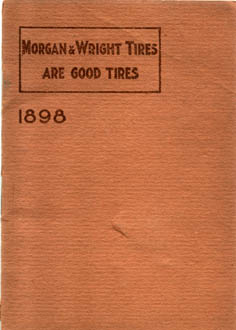 MORGAN & WRIGHT TIRES
ARE GOOD TIRES
1898